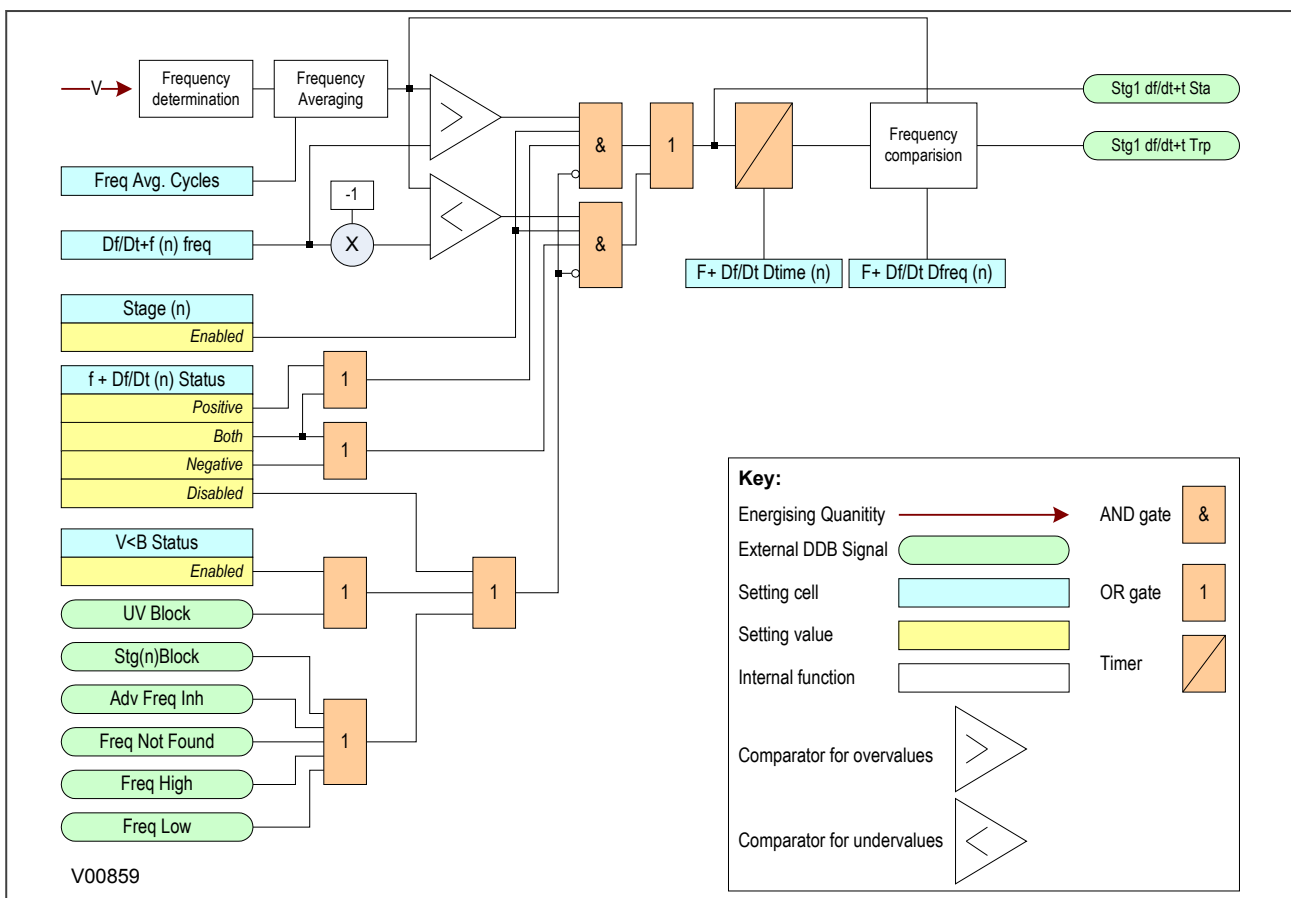 V
Frequency
determination
Frequency
Averaging
Stg1 df/dt+t Sta
&
1
Frequency
comparision
Stg1 df/dt+t Trp
Freq Avg. Cycles
-1
Df/Dt+f (n) freq
X
&
F+ Df/Dt Dtime (n)
F+ Df/Dt Dfreq (n)
Stage (n)
Enabled
f + Df/Dt (n) Status
Positive
Both
Negative
Disabled
1
1
V<B Status
Enabled
UV Block
1
1
Stg(n)Block
Adv Freq Inh
Freq Not Found
Freq High
Freq Low
1
V00859
Key:
Energising Quanitity
AND gate
&
External DDB Signal
Setting cell
OR gate
1
Setting value
Internal function
Timer
Comparator for overvalues
Comparator for undervalues